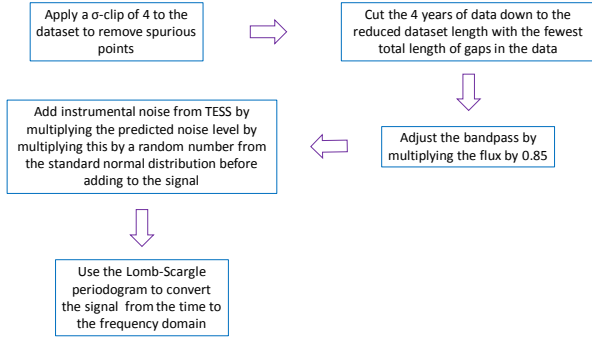 Apply a σ-clip of 4 to the
dataset to remove spurious
points
Cut the 4 years of data down to the
reduced dataset length with the fewest
total length of gaps in the data
Adjust the bandpass by
multiplying the flux by 0.85
Add instrumental noise from TESS by
multiplying the predicted noise level by
multiplying this by a random number from
the standard normal distribution before
adding to the signal
Use the Lomb-Scargle
periodogram to convert
the signal from the time to
the frequency domain